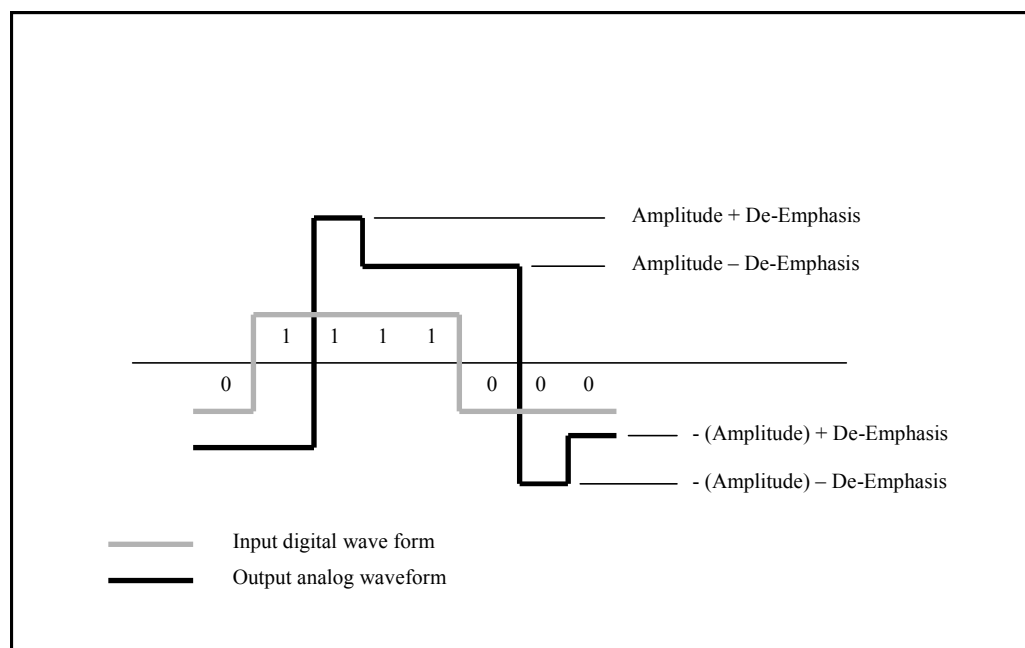 Amplitude + De-Emphasis
Amplitude – De-Emphasis
1 1 1 1
0 0 0 0
- (Amplitude) + De-Emphasis
- (Amplitude) – De-Emphasis
Input digital wave form
Output analog waveform